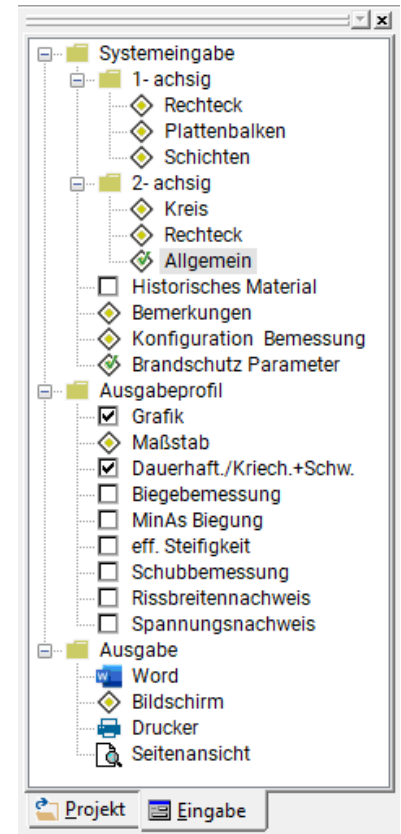 Systemeingabe
1- achsig
Rechteck
Plattenbalken
Schichten
2- achsig
Kreis
Rechteck
Allgemein
Historisches Material
Bemerkungen
Konfiguration Bemessung
Brandschutz Parameter
Ausgabeprofil
Grafik
Maßstab
Dauerhaft./Kriech.+Schw.
Biegebemessung
MinAs Biegung
eff. Steifigkeit
Schubbemessung
Rissbreitennachweis
Spannungsnachweis
Ausgabe
Word
Bildschirm
Drucker
Seitenansicht
Projekt Eingabe